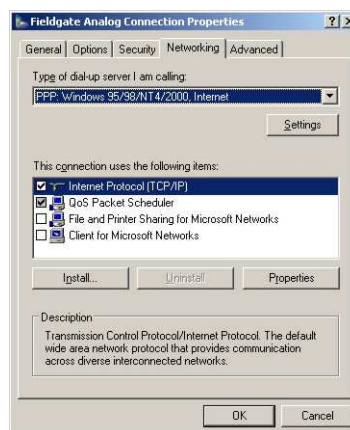 Fieldgate Analog Connection Properties
General Options Security Networking Advanced
Type of dial-up server I am calling:
PPP: Windows 95/98/NT4/2000, Internet
Settings
This connection uses the following items:
Internet Protocol (TCP/IP)
QoS Packet Scheduler
File and Printer Sharing for Microsoft Networks
Client for Microsoft Networks
Install... Uninstall Properties
Description
Transmission Control Protocol/Internet Protocol. The default
wide area network protocol that provides communication
across diverse interconnected networks.
OK Cancel